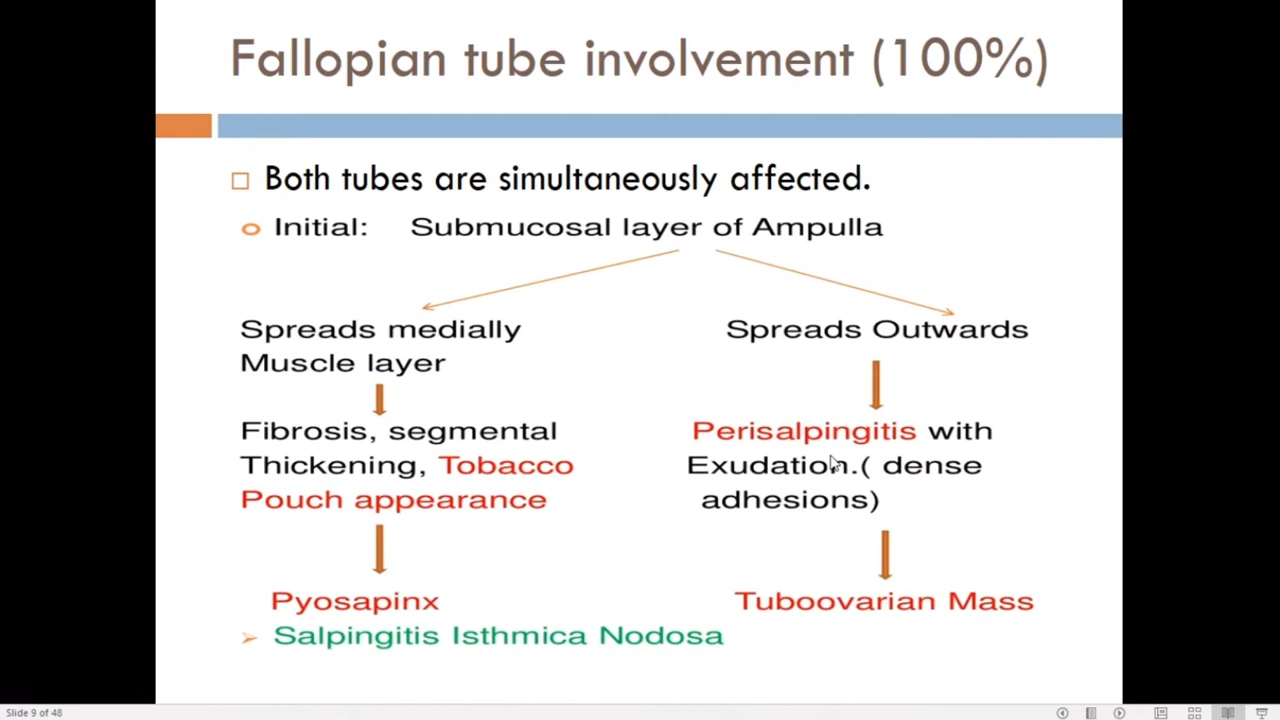 Fallopian tube involvement (100%)
Both tubes are simultaneously affected.
Initial: Submucosal layer of Ampulla
Spreads medially
Muscle layer
Fibrosis, segmental
Thickening, Tobacco
Pouch appearance
Pyosapinx
Spreads Outwards
Perisalpingitis with
Exudation.( dense
adhesions)
Tuboovarian Mass
Salpingitis Isthmica Nodosa
Slide 9 of 48